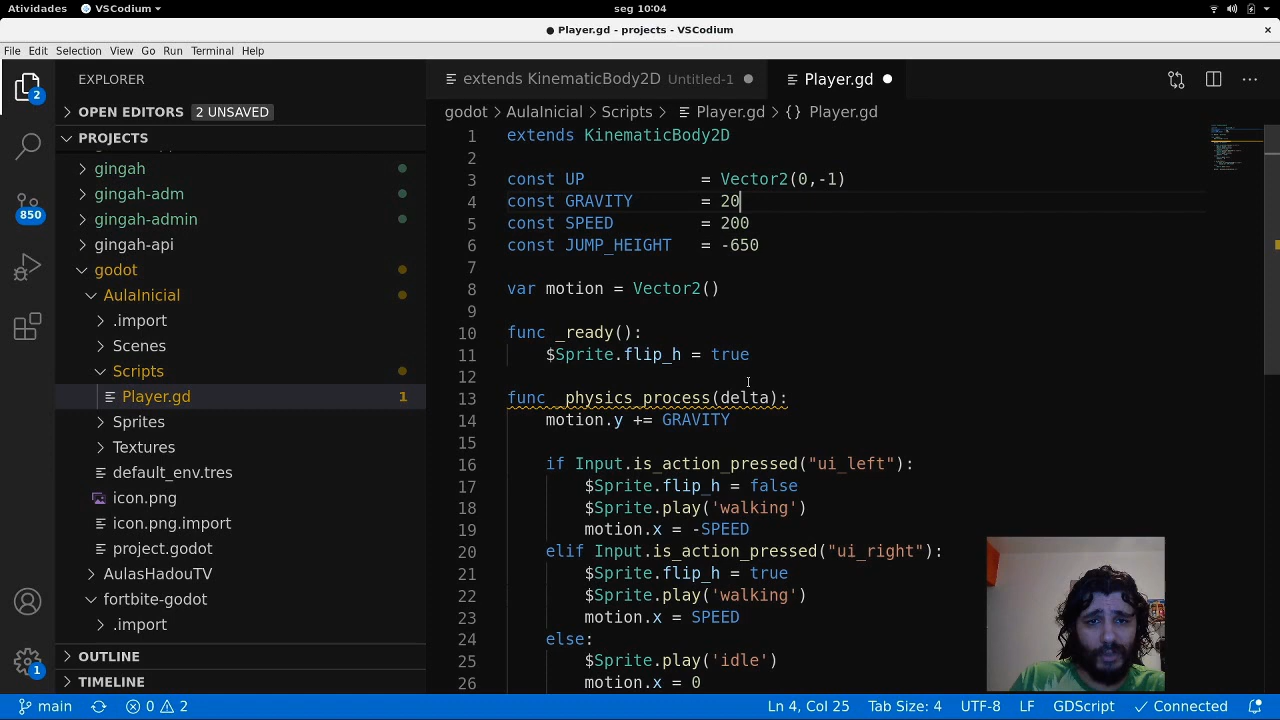 Atividades VSCodium seg 10:04
Player.gd - projects - VSCodium ×
File Edit Selection View Go Run Terminal Help
EXPLORER
OPEN EDITORS 2 UNSAVED
PROJECTS
gingah
gingah-adm
gingah-admin
gingah-api
godot
AulaInicial
.import
Scenes
Scripts
Player.gd 1
Sprites
Textures
default_env.tres
icon.png
icon.png.import
project.godot
AulasHadouTV
fortbite-godot
.import
OUTLINE
TIMELINE
2
850
1
extends KinematicBody2D Untitled-1
Player.gd
godot > AulaInicial > Scripts > Player.gd > {} Player.gd
1 extends KinematicBody2D
2
3 const UP = Vector2(0,-1)
4 const GRAVITY = 20
5 const SPEED = 200
6 const JUMP_HEIGHT = -650
7
8 var motion = Vector2()
9
10 func _ready():
11 $Sprite.flip_h = true
12
13 func _physics_process(delta):
14 motion.y += GRAVITY
15
16 if Input.is_action_pressed("ui_left"):
17 $Sprite.flip_h = false
18 $Sprite.play('walking')
19 motion.x = -SPEED
20 elif Input.is_action_pressed("ui_right"):
21 $Sprite.flip_h = true
22 $Sprite.play('walking')
23 motion.x = SPEED
24 else:
25 $Sprite.play('idle')
26 motion.x = 0
main 0 2 Ln 4, Col 25 Tab Size: 4 UTF-8 LF GDScript Connected